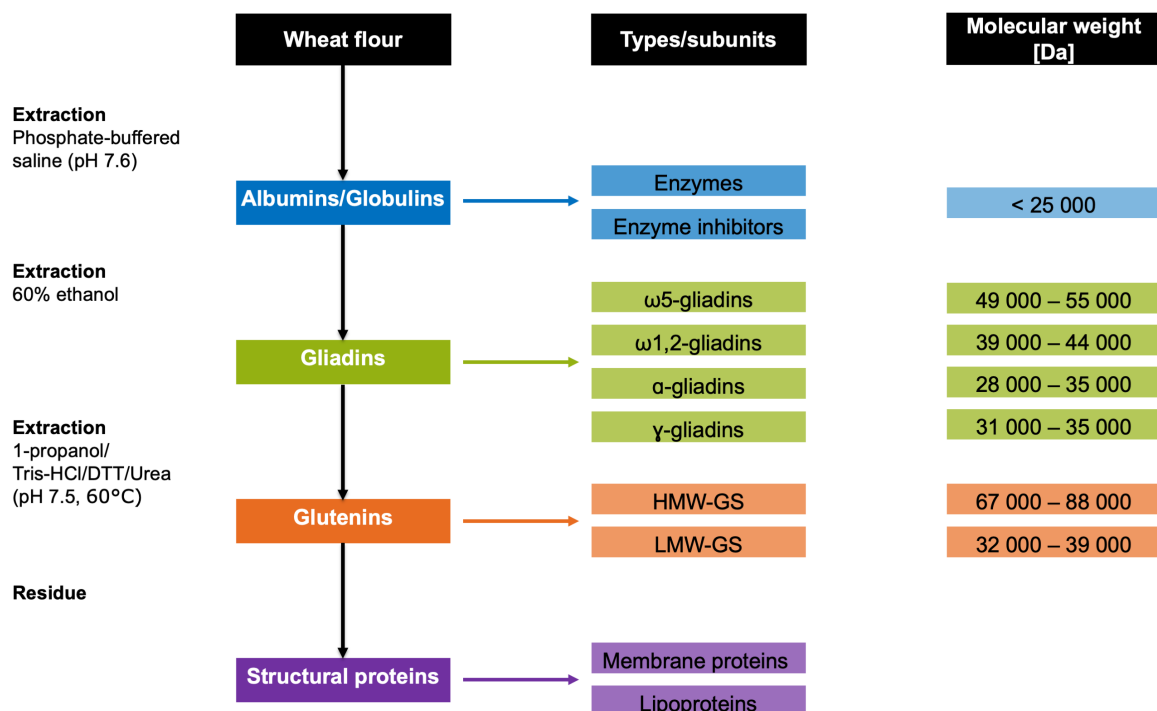 Wheat flour
Types/subunits
Molecular weight
[Da]
Extraction
Phosphate-buffered
saline (pH 7.6)
Albumins/Globulins
Enzymes
Enzyme inhibitors
< 25 000
Extraction
60% ethanol
Gliadins
ω5-gliadins
49 000 – 55 000
ω1,2-gliadins
39 000 – 44 000
α-gliadins
28 000 – 35 000
γ-gliadins
31 000 – 35 000
Extraction
1-propanol/
Tris-HCl/DTT/Urea
(pH 7.5, 60°C)
Glutenins
HMW-GS
67 000 – 88 000
LMW-GS
32 000 – 39 000
Residue
Structural proteins
Membrane proteins
Lipoproteins